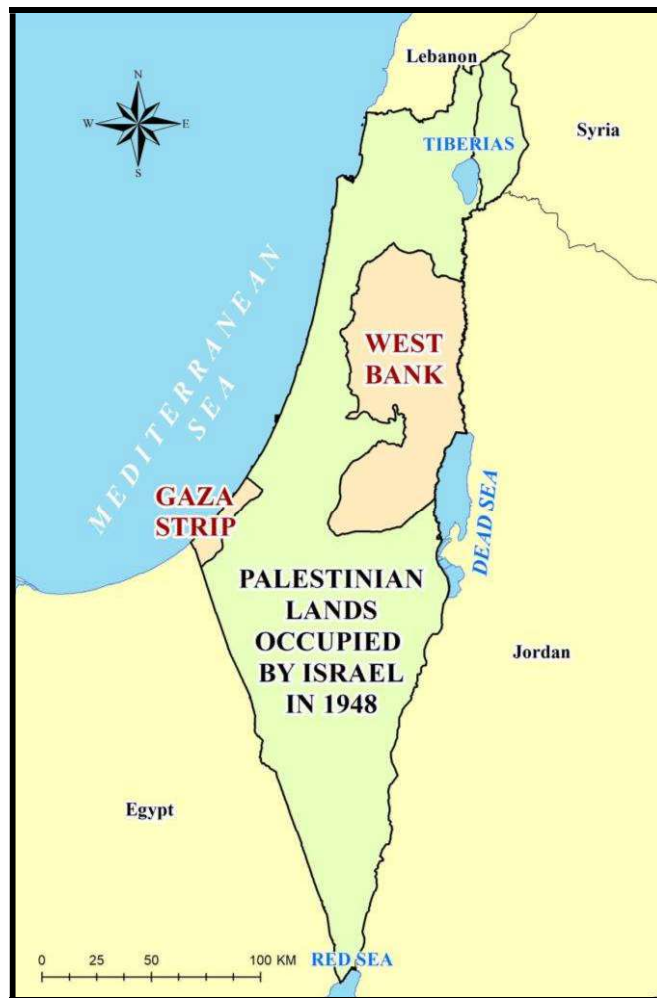 Lebanon
N
W E
S
TIBERIAS
Syria
MEDITERRANEAN
SEA
WEST
BANK
GAZA
STRIP
DEAD SEA
PALESTINIAN
LANDS
OCCUPIED
BY ISRAEL
IN 1948
Jordan
Egypt
0 25 50 100 KM
RED SEA